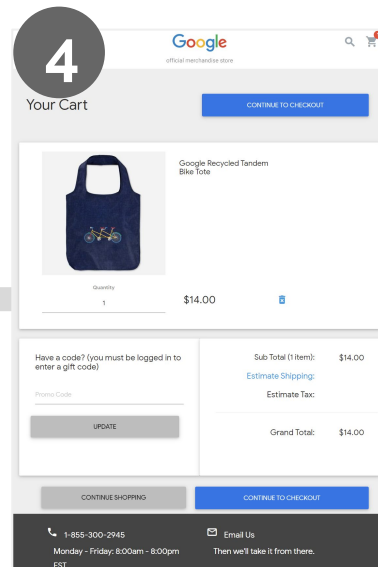 4
Google
official merchandise store
Your Cart
CONTINUE TO CHECKOUT
Google Recycled Tandem
Bike Tote
Quantity
1
$14.00
Have a code? (you must be logged in to
enter a gift code)
Promo Code
UPDATE
Sub Total (1 item): $14.00
Estimate Shipping:
Estimate Tax:
Grand Total: $14.00
CONTINUE SHOPPING
CONTINUE TO CHECKOUT
1-855-300-2945
Monday - Friday: 8:00am - 8:00pm
EST
Email Us
Then we'll take it from there.